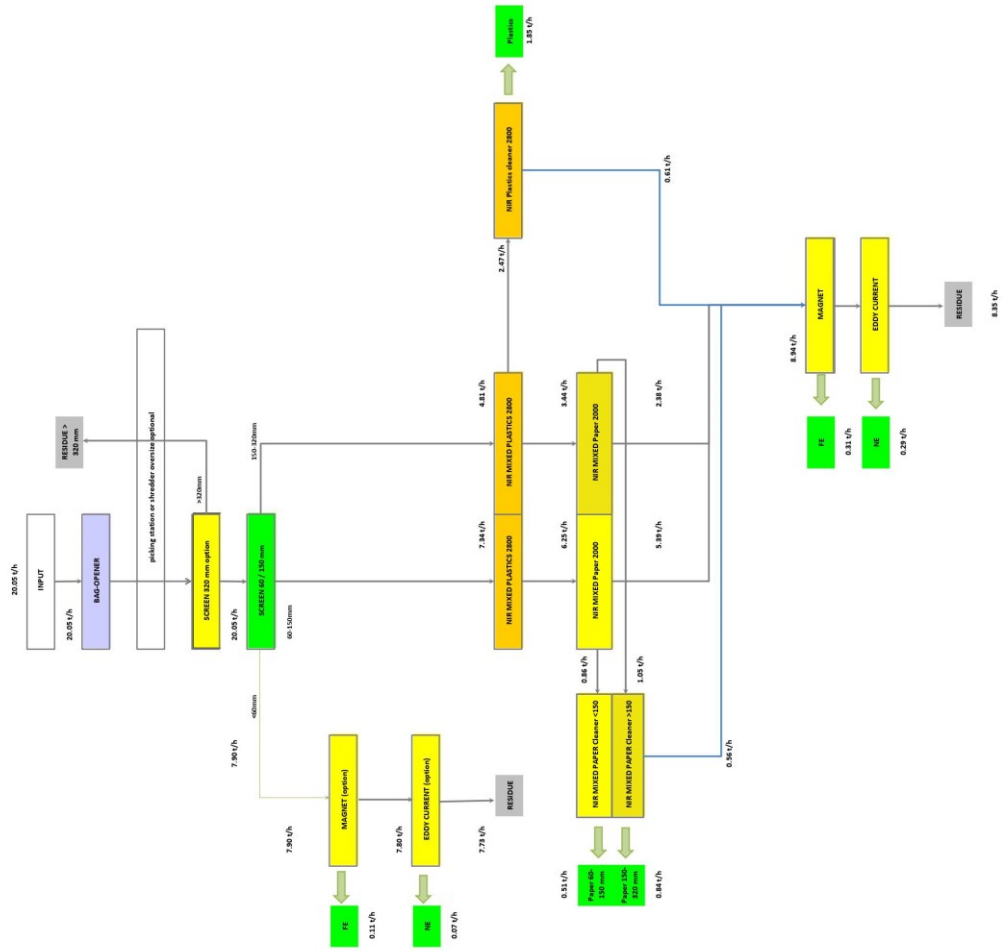 20.05 t/h
INPUT
20.05 t/h
BAG-OPENER
picking station or shredder oversize optional
RESIDUE >
320 mm
>320mm
SCREEN 320 mm option
20.05 t/h
SCREEN 60 / 150 mm
<60mm
60-150mm
150-320mm
7.90 t/h
7.90 t/h
MAGNET (option)
FE
0.11 t/h
7.80 t/h
EDDY CURRENT (option)
NE
0.07 t/h
7.73 t/h
RESIDUE
7.34 t/h
4.81 t/h
NIR MIXED PLASTICS 2800
NIR MIXED PLASTICS 2800
2.47 t/h
NIR Plastics cleaner 2800
Plastics
1.85 t/h
6.25 t/h
3.44 t/h
NIR MIXED Paper 2000
NIR MIXED Paper 2000
0.86 t/h
1.05 t/h
5.39 t/h
2.38 t/h
0.61 t/h
NIR MIXED PAPER Cleaner <150
NIR MIXED PAPER Cleaner >150
0.51 t/h
Paper 60-
150 mm
Paper 150-
320 mm
0.84 t/h
0.56 t/h
8.94 t/h
MAGNET
FE
0.31 t/h
EDDY CURRENT
NE
0.29 t/h
RESIDUE
8.35 t/h